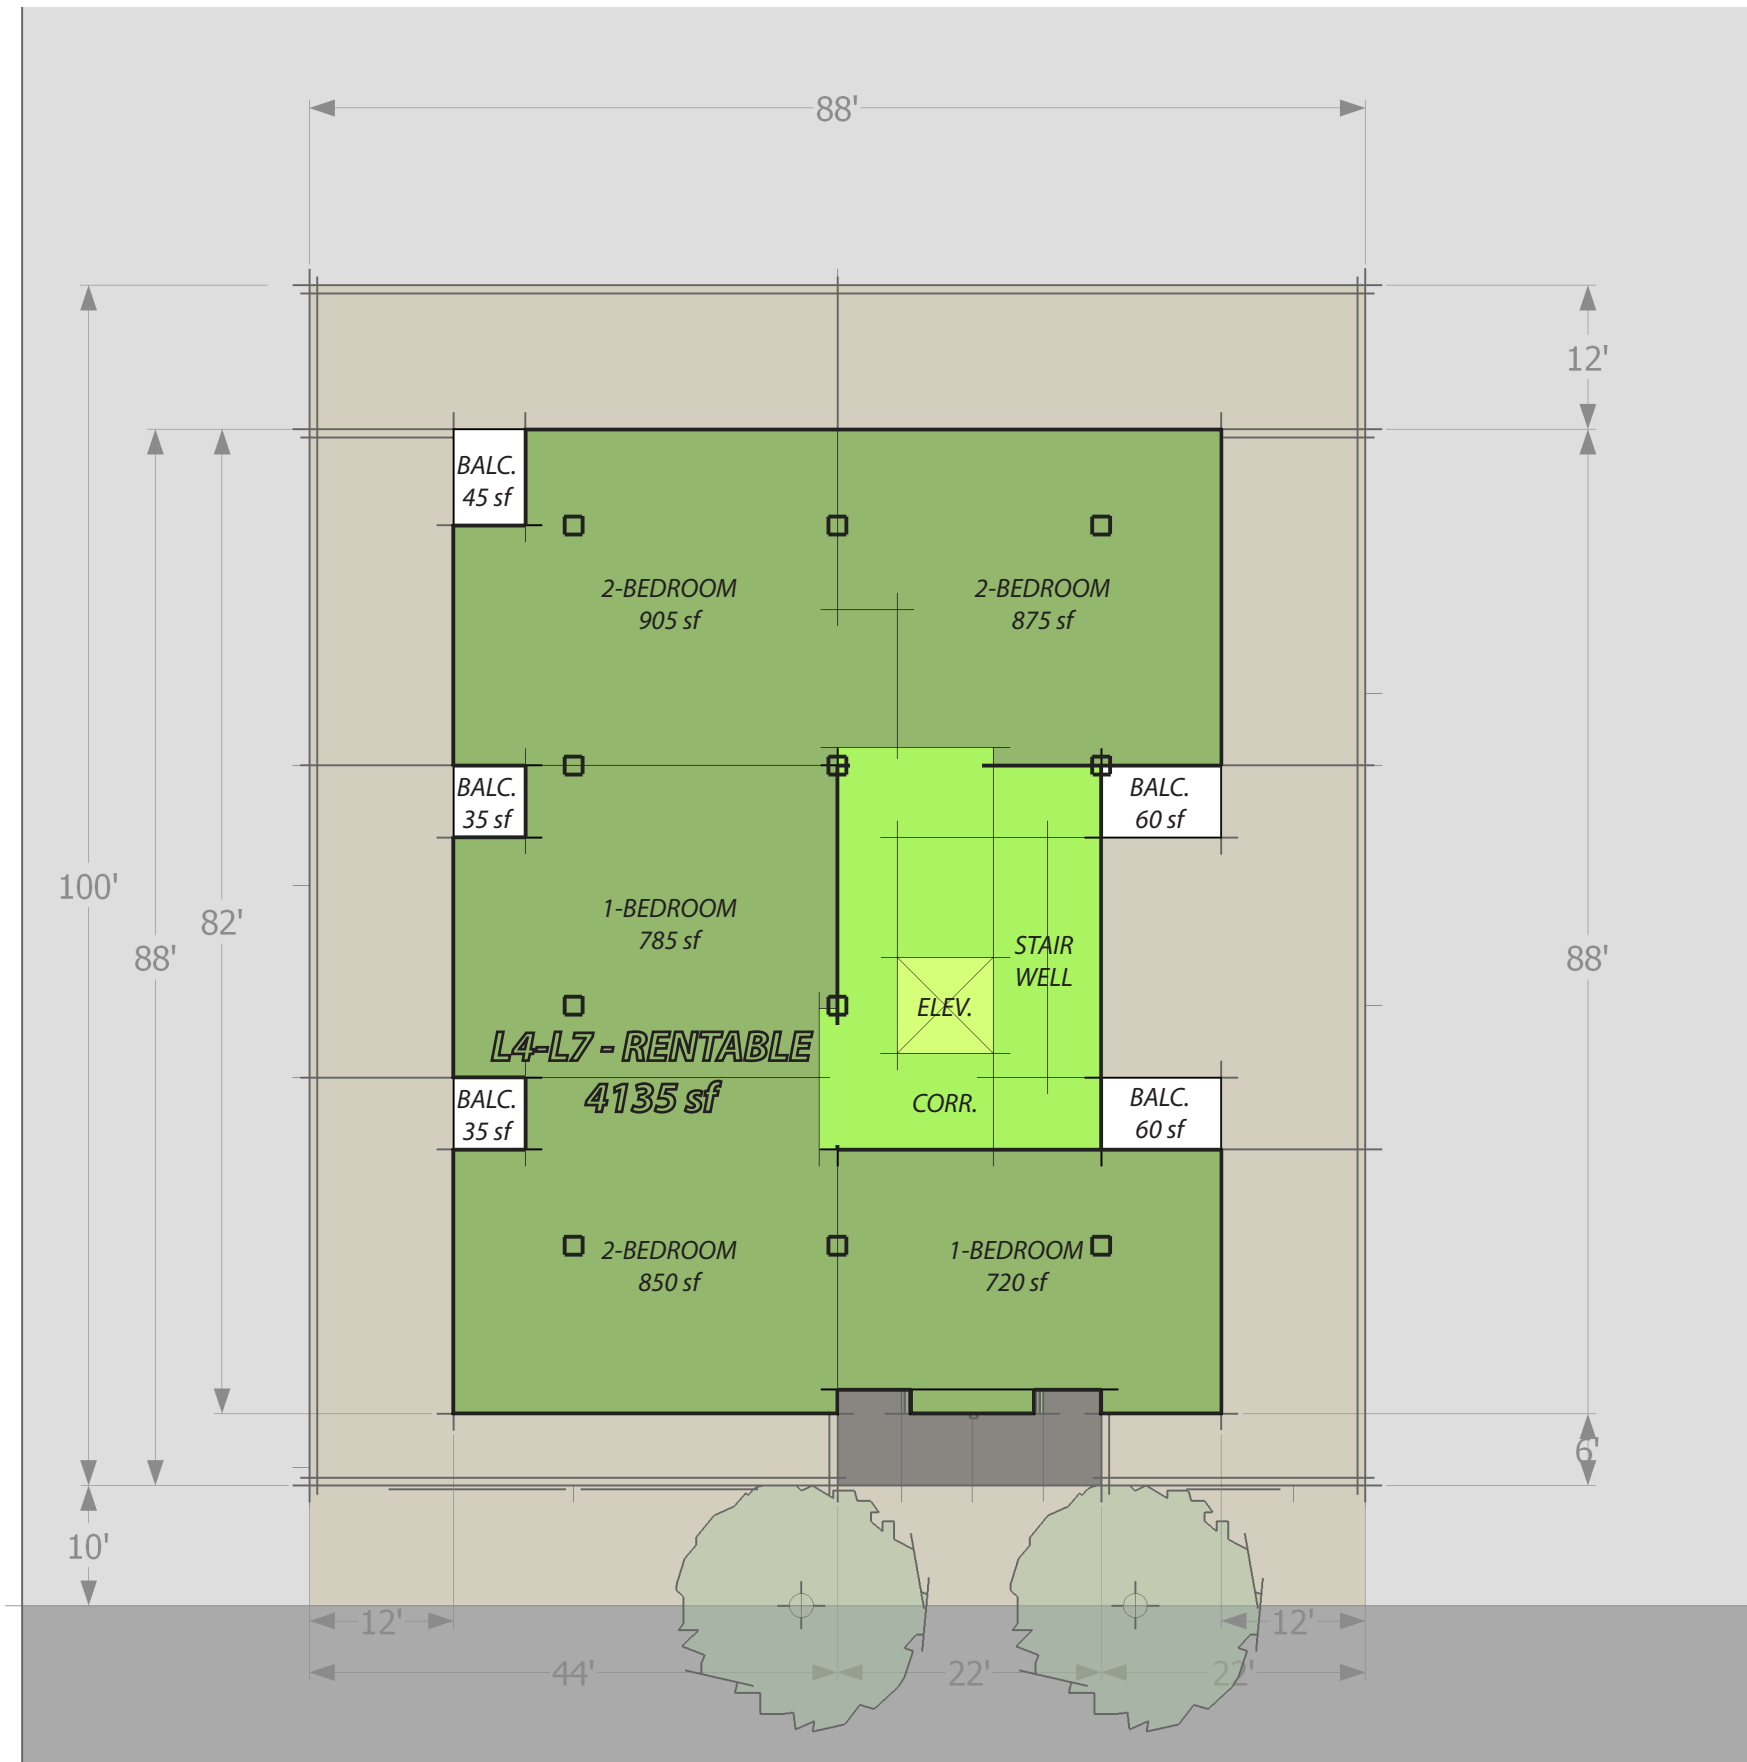 88'
12'
BALC.
45 sf
2-BEDROOM
905 sf
2-BEDROOM
875 sf
BALC.
35 sf
BALC.
60 sf
100'
82'
88'
88'
1-BEDROOM
785 sf
STAIR
WELL
ELEV.
L4-L7 - RENTABLE
4135 sf
CORR.
BALC.
35 sf
BALC.
60 sf
2-BEDROOM
850 sf
1-BEDROOM
720 sf
6'
10'
12'
12'
44'
22'
22'